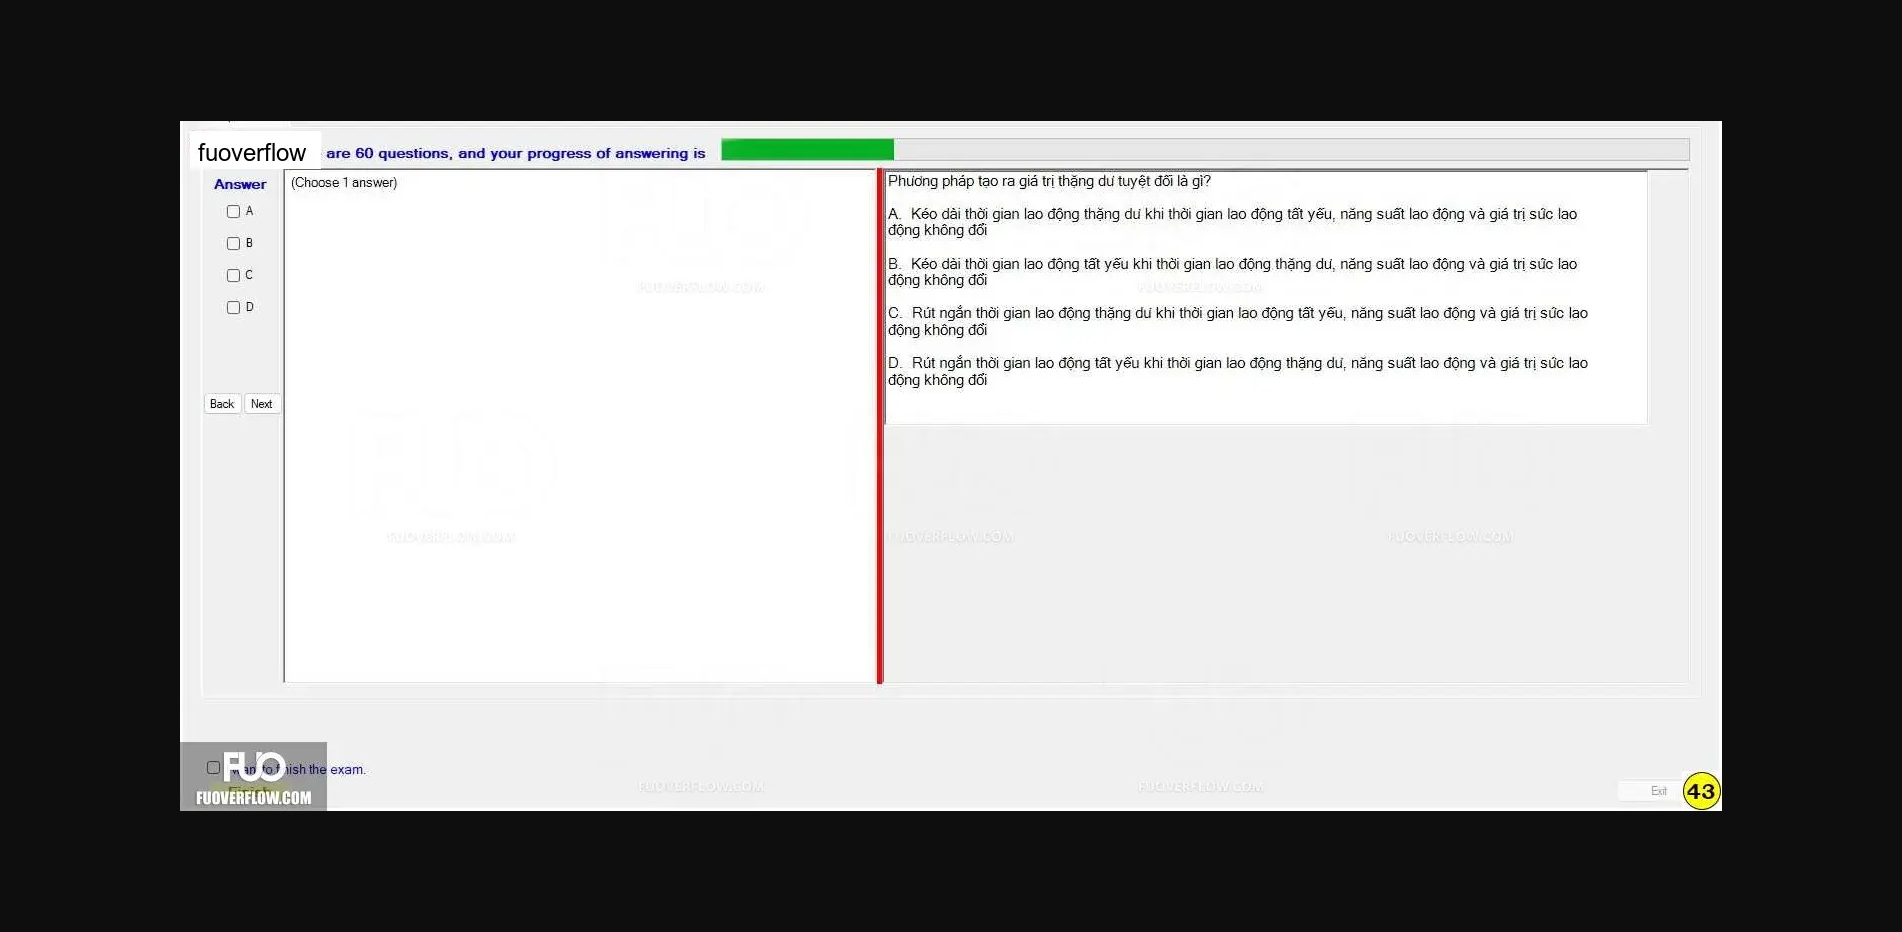 fuoverflow are 60 questions, and your progress of answering is
Answer
A
B
C
D
Back Next
(Choose 1 answer)
Phương pháp tạo ra giá trị thặng dư tuyệt đối là gì?
A. Kéo dài thời gian lao động thặng dư khi thời gian lao động tất yếu, năng suất lao động và giá trị sức lao
động không đổi
B. Kéo dài thời gian lao động tất yếu khi thời gian lao động thặng dư, năng suất lao động và giá trị sức lao
động không đổi
C. Rút ngắn thời gian lao động thặng dư khi thời gian lao động tất yếu, năng suất lao động và giá trị sức lao
động không đổi
D. Rút ngắn thời gian lao động tất yếu khi thời gian lao động thặng dư, năng suất lao động và giá trị sức lao
động không đổi
FUOVERFLOW.COM FUOVERFLOW.COM
FUOVERFLOW.COM FUOVERFLOW.COM FUOVERFLOW.COM
FUOVERFLOW.COM FUOVERFLOW.COM
FUO
the exam.
FUOVERFLOW.COM
Exit
43